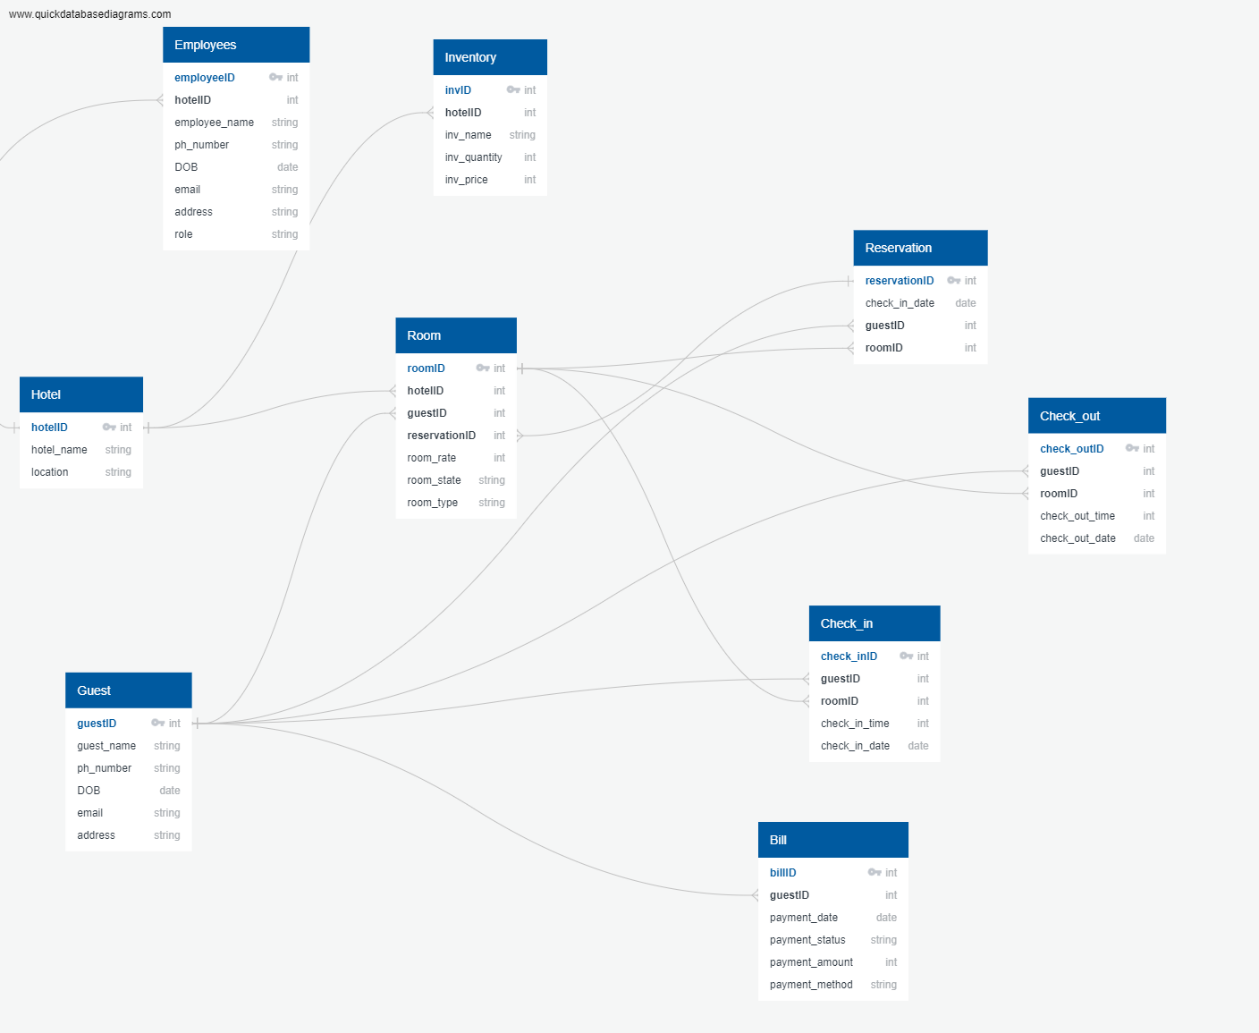 www.quickdatabasediagrams.com
Employees
employeeID int
hotelID int
employee_name string
ph_number string
DOB date
email string
address string
role string
Inventory
invID int
hotelID int
inv_name string
inv_quantity int
inv_price int
Reservation
reservationID int
check_in_date date
guestID int
roomID int
Room
roomID int
hotelID int
guestID int
reservationID int
room_rate int
room_state string
room_type string
Hotel
hotelID int
hotel_name string
location string
Check_out
check_outID int
guestID int
roomID int
check_out_time int
check_out_date date
Check_in
check_inID int
guestID int
roomID int
check_in_time int
check_in_date date
Guest
guestID int
guest_name string
ph_number string
DOB date
email string
address string
Bill
billID int
guestID int
payment_date date
payment_status string
payment_amount int
payment_method string